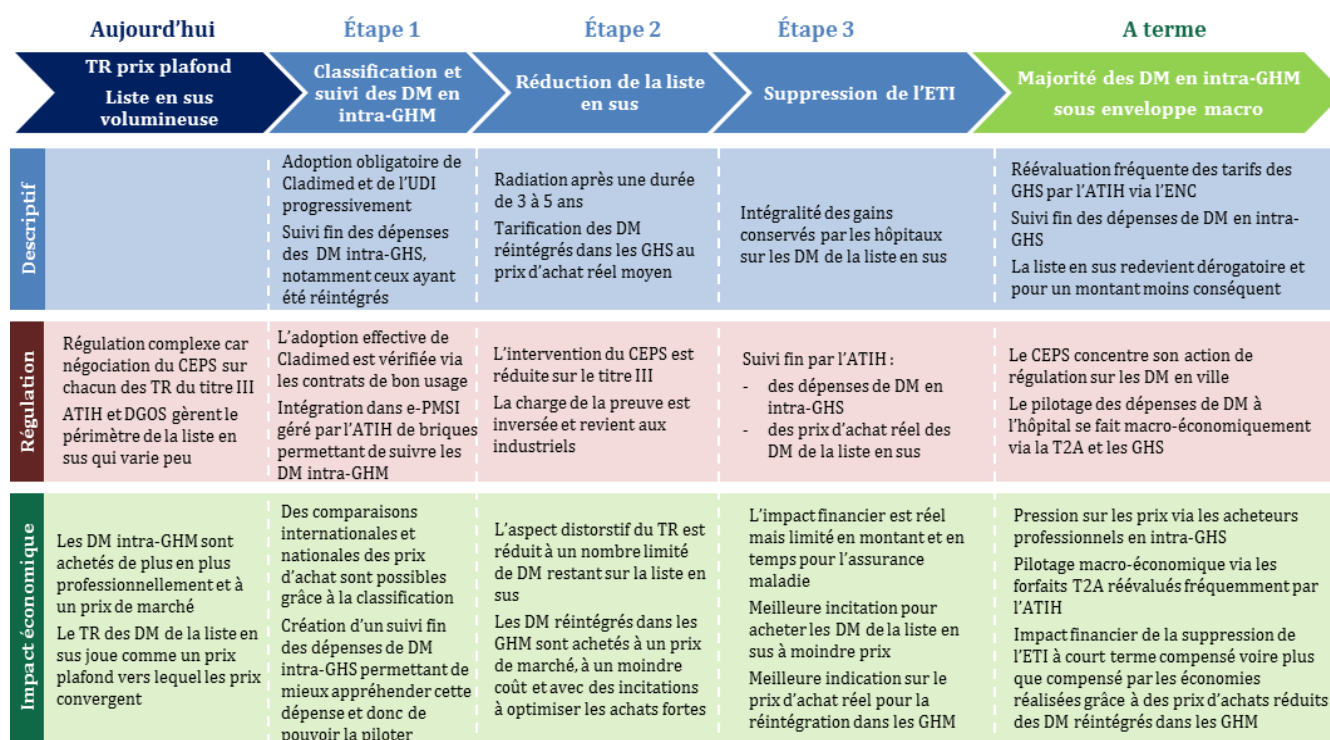 Aujourd'hui
Étape 1
Étape 2
Étape 3
A terme
TR prix plafond
Liste en sus
volumineuse
Classification et
suivi des DM en
intra-GHM
Réduction de la liste
en sus
Suppression de l'ETI
Majorité des DM en intra-GHM
sous enveloppe macro
Descriptif
Adoption obligatoire de
Cladimed et de l'UDI
progressivement
Suivi fin des dépenses
des DM intra-GHS,
notamment ceux ayant
été réintégrés
Radiation après une durée
de 3 à 5 ans
Tarification des DM
réintégrés dans les GHS au
prix d'achat réel moyen
Intégralité des gains
conservés par les hôpitaux
sur les DM de la liste en sus
Réévaluation fréquente des tarifs des
GHS par l'ATIH via l'ENC
Suivi fin des dépenses de DM en intra-
GHS
La liste en sus redevient dérogatoire et
pour un montant moins conséquent
Régulation
Régulation complexe car
négociation du CEPS sur
chacun des TR du titre III
ATIH et DGOS gèrent le
périmètre de la liste en
sus qui varie peu
L'adoption effective de
Cladimed est vérifiée via
les contrats de bon usage
Intégration dans e-PMSI
géré par l'ATIH de briques
permettant de suivre les
DM intra-GHM
L'intervention du CEPS est
réduite sur le titre III
La charge de la preuve est
inversée et revient aux
industriels
Suivi fin par l'ATIH :
- des dépenses de DM en
intra-GHS
- des prix d'achat réel des
DM de la liste en sus
Le CEPS concentre son action de
régulation sur les DM en ville
Le pilotage des dépenses de DM à
l'hôpital se fait macro-économiquement
via la T2A et les GHS
Impact économique
Les DM intra-GHM sont
achetés de plus en plus
professionnellement et à
un prix de marché
Le TR des DM de la liste en
sus joue comme un prix
plafond vers lequel les prix
convergent
Des comparaisons
internationales et
nationales des prix
d'achat sont possibles
grâce à la classification
Création d'un suivi fin
des dépenses de DM
intra-GHS permettant de
mieux appréhender cette
dépense et donc de
pouvoir la piloter
L'aspect distorstif du TR est
réduit à un nombre limité
de DM restant sur la liste en
sus
Les DM réintégrés dans les
GHM sont achetés à un prix
de marché, à un moindre
coût et avec des incitations
à optimiser les achats fortes
L'impact financier est réel
mais limité en montant et en
temps pour l'assurance
maladie
Meilleure incitation pour
acheter les DM de la liste en
sus à moindre prix
Meilleure indication sur le
prix d'achat réel pour la
réintégration dans les GHM
Pression sur les prix via les acheteurs
professionnels en intra-GHS
Pilotage macro-économique via les
forfaits T2A réévalués fréquemment par
l'ATIH
Impact financier de la suppression de
l'ETI à court terme compensé voire plus
que compensé par les économies
réalisées grâce à des prix d'achats réduits
des DM réintégrés dans les GHM